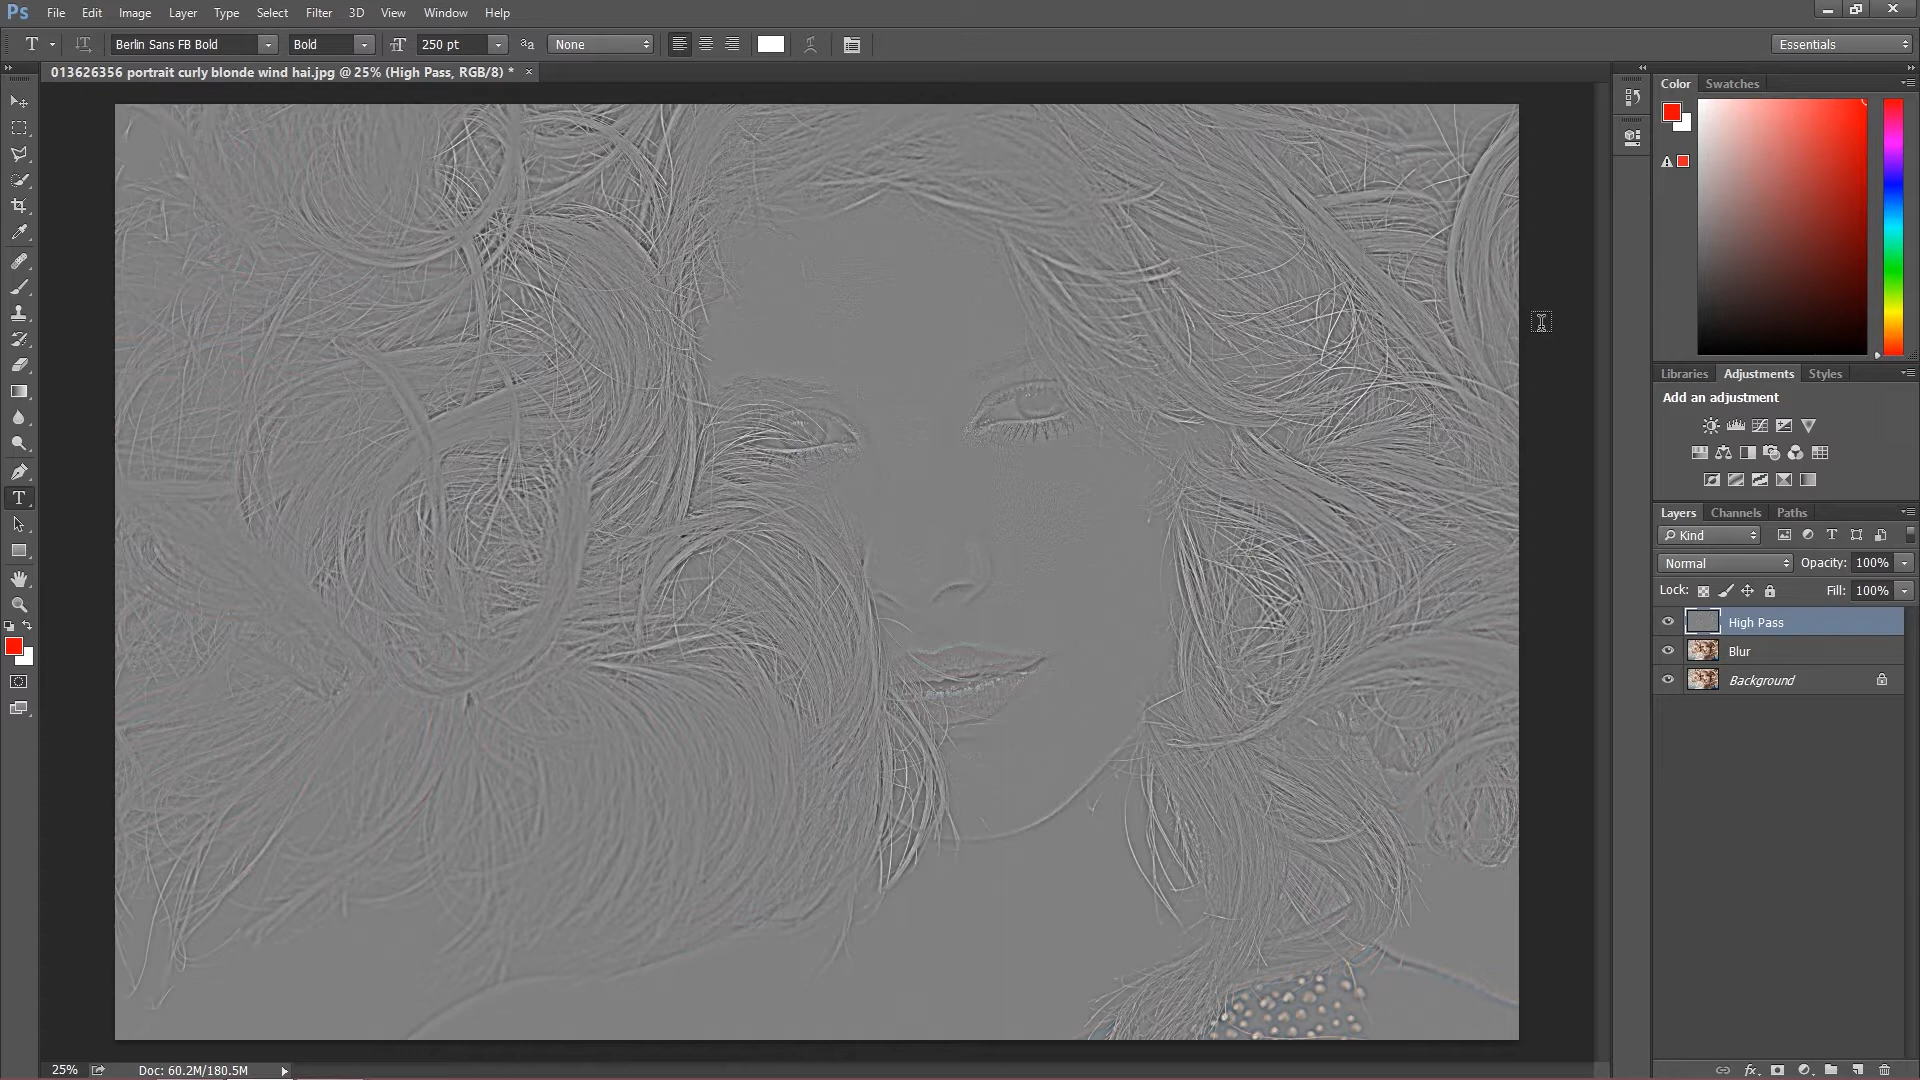 Ps File Edit Image Layer Type Select Filter 3D View Window Help
T Berlin Sans FB Bold Bold 250 pt aa None Essentials
013626356 portrait curly blonde wind hai.jpg @ 25% (High Pass, RGB/8) * ×
Color Swatches
Libraries Adjustments Styles
Add an adjustment
Layers Channels Paths
Kind
Normal Opacity: 100%
Lock: Fill: 100%
High Pass
Blur
Background
25% Doc: 60.2M/180.5M